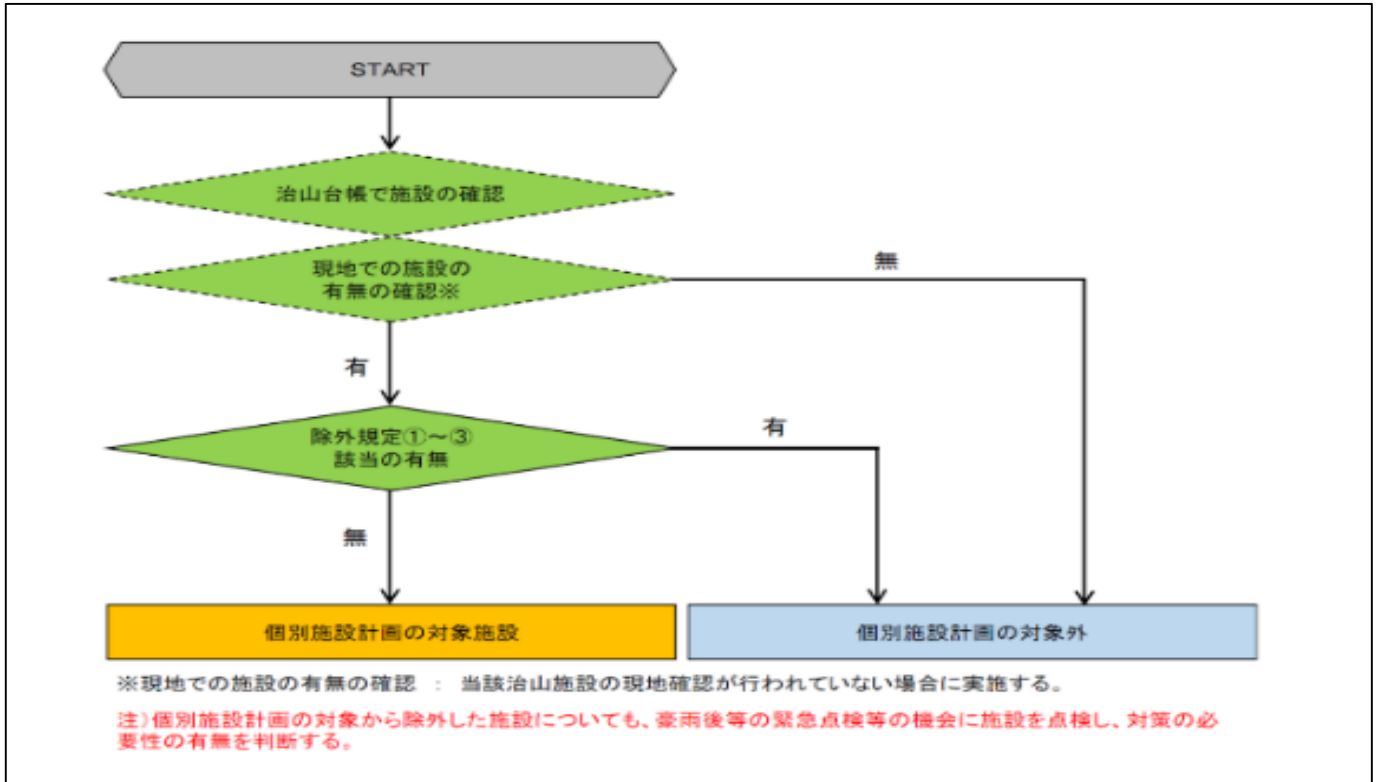 START
治山台帳で施設の確認
現地での施設の
有無の確認※
無
有
除外規定①～③
該当の有無
有
無
個別施設計画の対象施設
個別施設計画の対象外
※現地での施設の有無の確認 ： 当該治山施設の現地確認が行われていない場合に実施する。
注）個別施設計画の対象から除外した施設についても、豪雨後等の緊急点検等の機会に施設を点検し、対策の必
要性の有無を判断する。